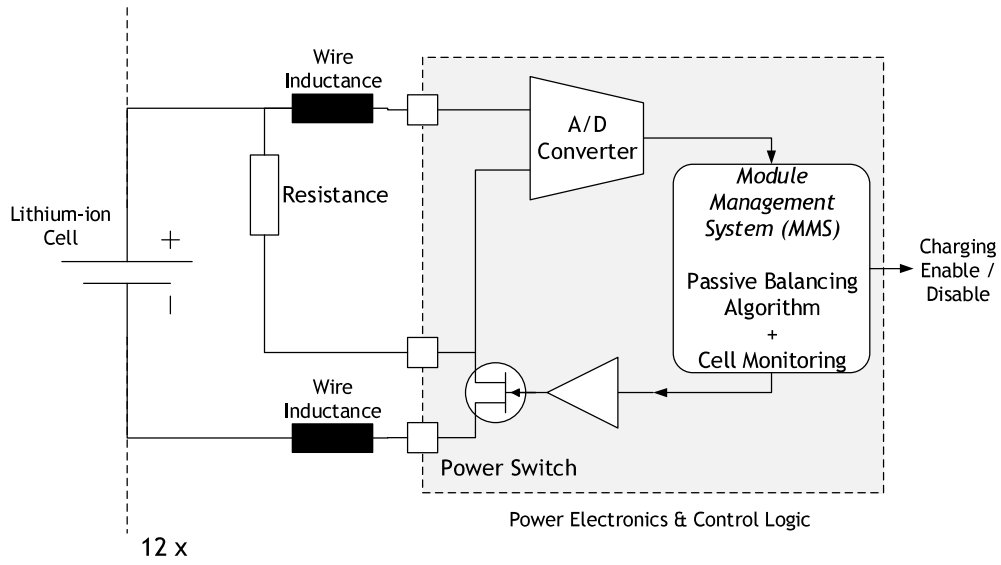 Wire
Inductance
A/D
Converter
Resistance
Module
Management
System (MMS)
Passive Balancing
Algorithm
+
Cell Monitoring
Lithium-ion
Cell
+
Charging
Enable /
Disable
Wire
Inductance
Power Switch
Power Electronics & Control Logic
12 x